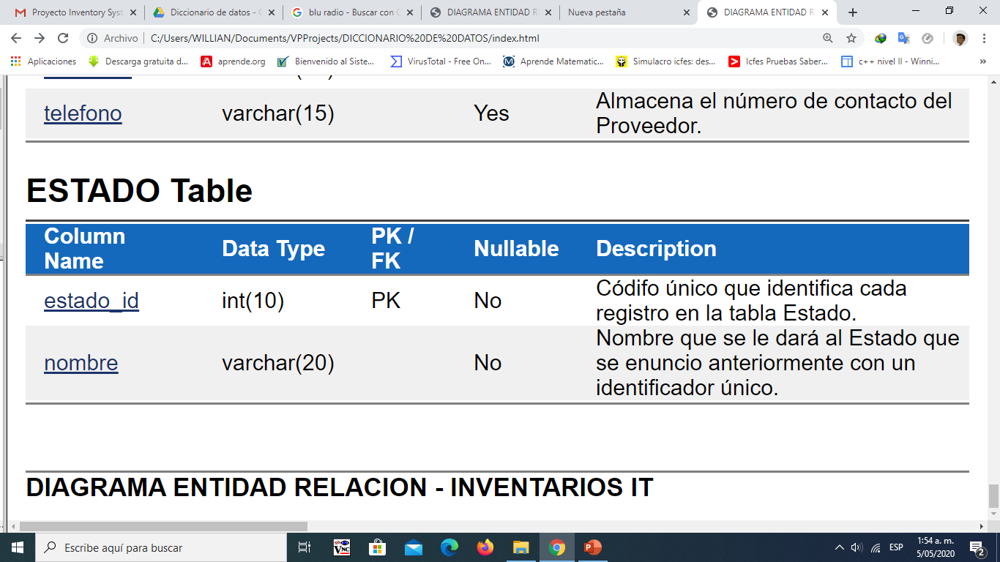 Proyecto Inventory Syst
Diccionario de datos - G
blu radio - Buscar con G
DIAGRAMA ENTIDAD R
Nueva pestaña
DIAGRAMA ENTIDAD R
Archivo
C:/Users/WILLIAN/Documents/VPProjects/DICCIONARIO%20DE%20DATOS/index.html
Aplicaciones
Descarga gratuita d...
aprende.org
Bienvenido al Siste...
VirusTotal - Free On...
Aprende Matematic...
Simulacro icfes: des...
Icfes Pruebas Saber...
c++ nivel II - Winni...
telefono varchar(15) Yes Almacena el número de contacto del
Proveedor.
ESTADO Table
Column
Name
Data Type
PK /
FK
Nullable
Description
estado_id int(10) PK No Códifo único que identifica cada
registro en la tabla Estado.
nombre varchar(20) No Nombre que se le dará al Estado que
se enuncio anteriormente con un
identificador único.
DIAGRAMA ENTIDAD RELACION - INVENTARIOS IT
Escribe aquí para buscar
VNC
ESP
1:54 a. m.
5/05/2020
2